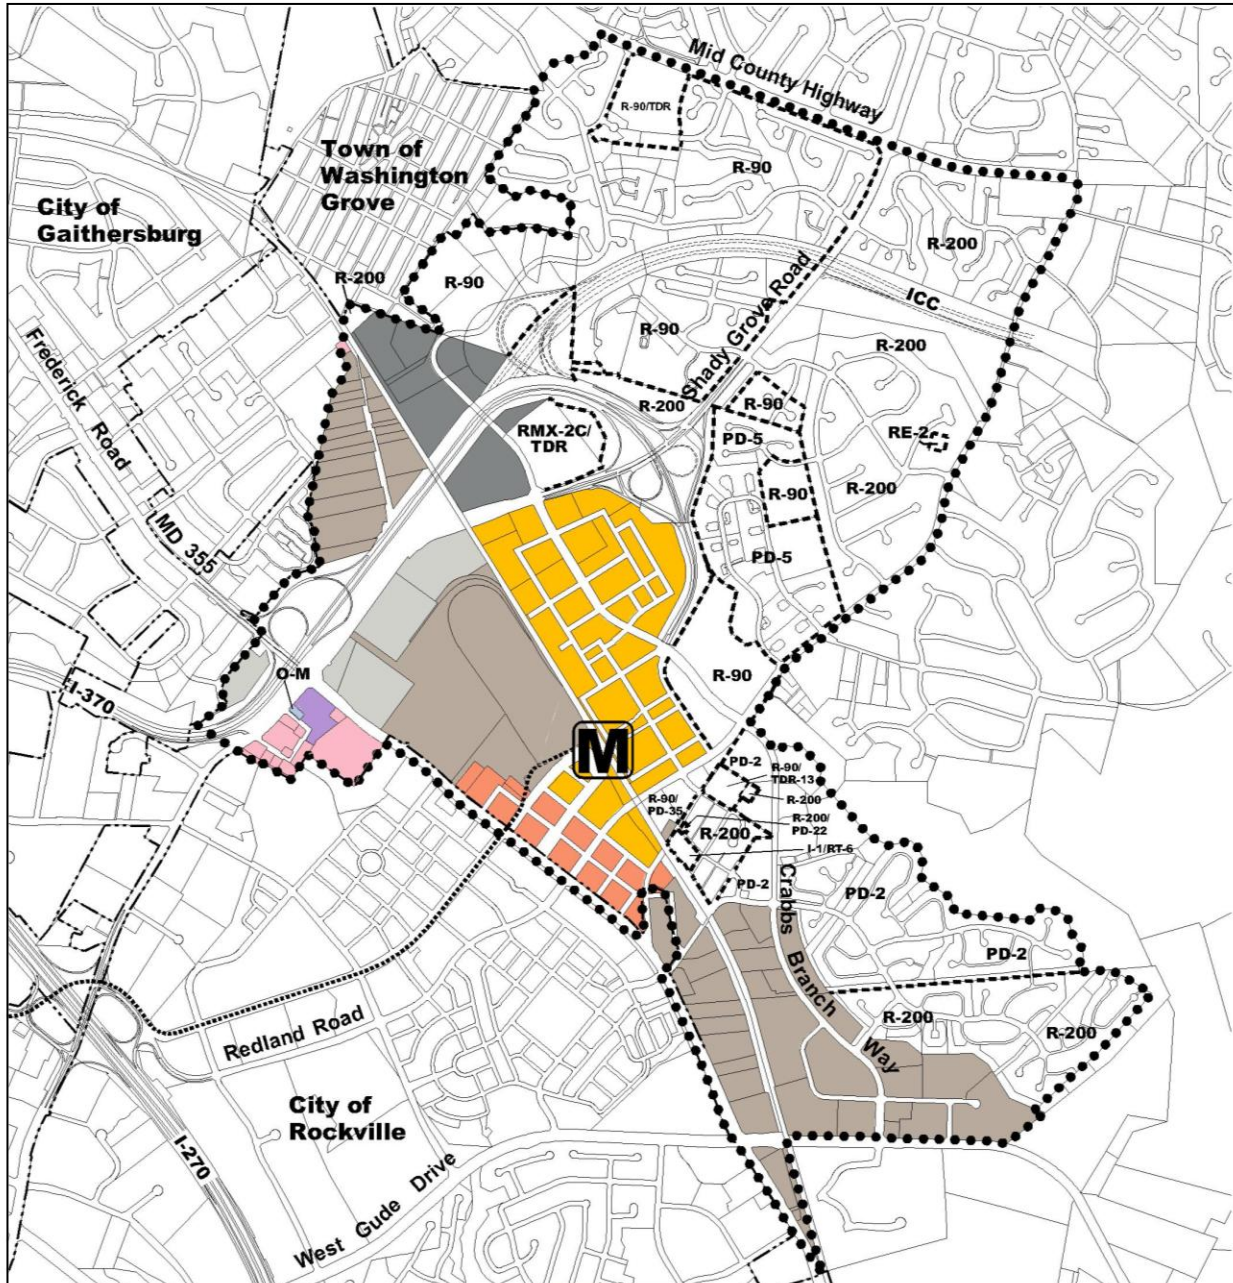 Mid County Highway
R-90/TDR
Town of
Washington
Grove
R-90
City of
Gaithersburg
R-200
R-200
R-90
ICC
Shady Grove Road
R-90
R-200
Frederick Road
R-200
R-90
RE-2
RMX-2C/
TDR
PD-5
R-90
R-200
MD 355
PD-5
R-90
O-M
I-370
M
PD-2
R-90/
TDR-13
R-90/
PD-35
R-200
R-200/
PD-22
R-200
I-1/RT-6
PD-2
Crabbs Branch Way
PD-2
PD-2
R-200
R-200
Redland Road
City of
Rockville
I-270
West Gude Drive